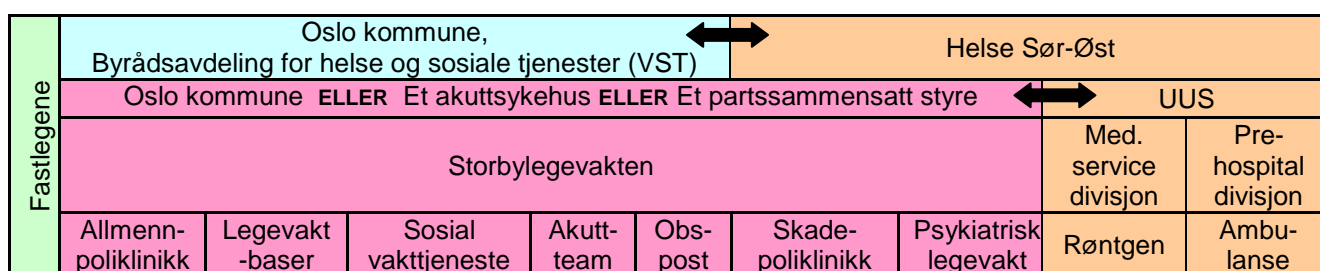 Fastlegene
Oslo kommune,
Byrådsavdeling for helse og sosiale tjenester (VST)
Helse Sør-Øst
Oslo kommune ELLER Et akuttsykehus ELLER Et partssammensatt styre
UUS
Storbylegevakten
Med.
service
divisjon
Pre-
hospital
divisjon
Allmenn-
poliklinikk
Legevakt
-baser
Sosial
vakttjeneste
Akutt-
team
Obs-
post
Skade-
poliklinikk
Psykiatrisk
legevakt
Røntgen
Ambu-
lanse